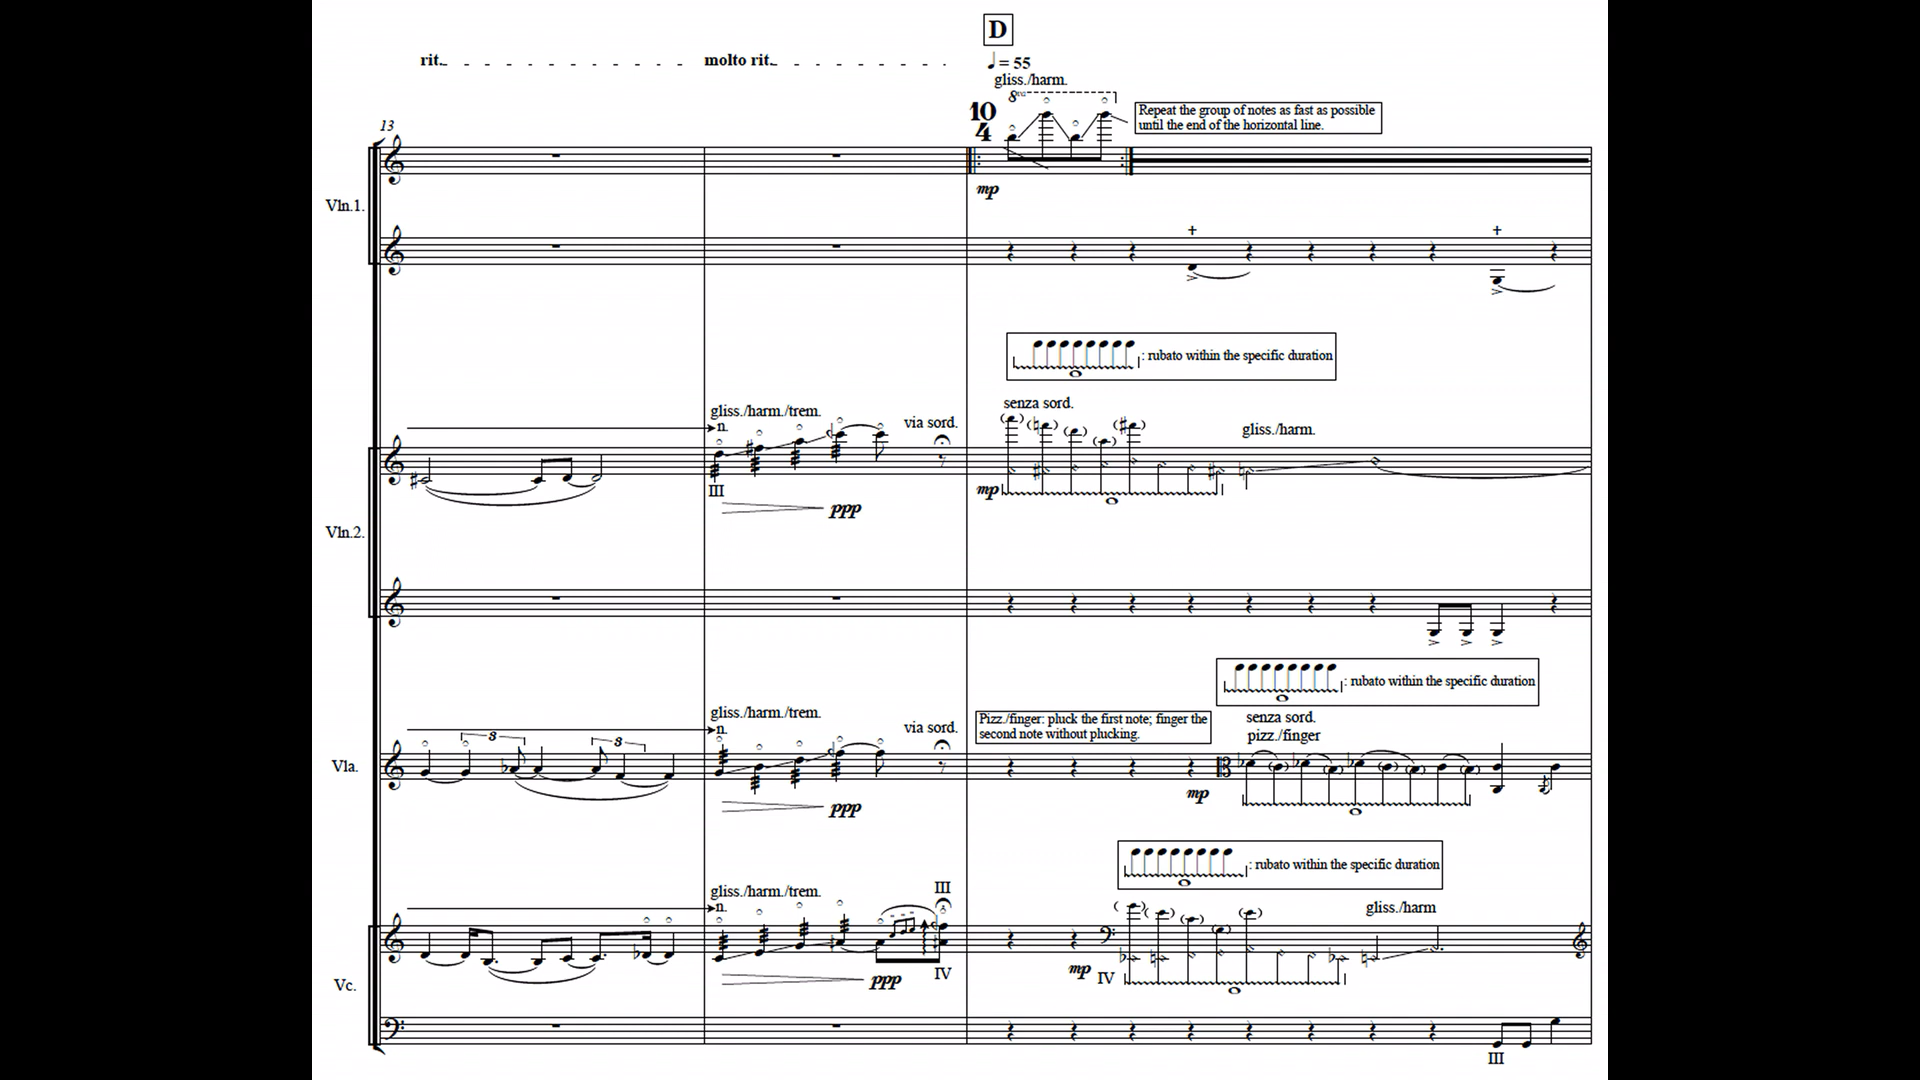 D
rit.
molto rit.
♩ = 55
gliss./harm.
8va
10
4
Repeat the group of notes as fast as possible
until the end of the horizontal line.
13
Vln.1.
mp
+
+
: rubato within the specific duration
senza sord.
gliss./harm./trem.
n.
via sord.
gliss./harm.
III
mp
ppp
Vln.2.
: rubato within the specific duration
gliss./harm./trem.
n.
via sord.
Pizz./finger: pluck the first note; finger the
second note without plucking.
senza sord.
pizz./finger
3
3
Vla.
mp
ppp
: rubato within the specific duration
gliss./harm./trem.
n.
III
gliss./harm
ppp
IV
mp
IV
Vc.
III